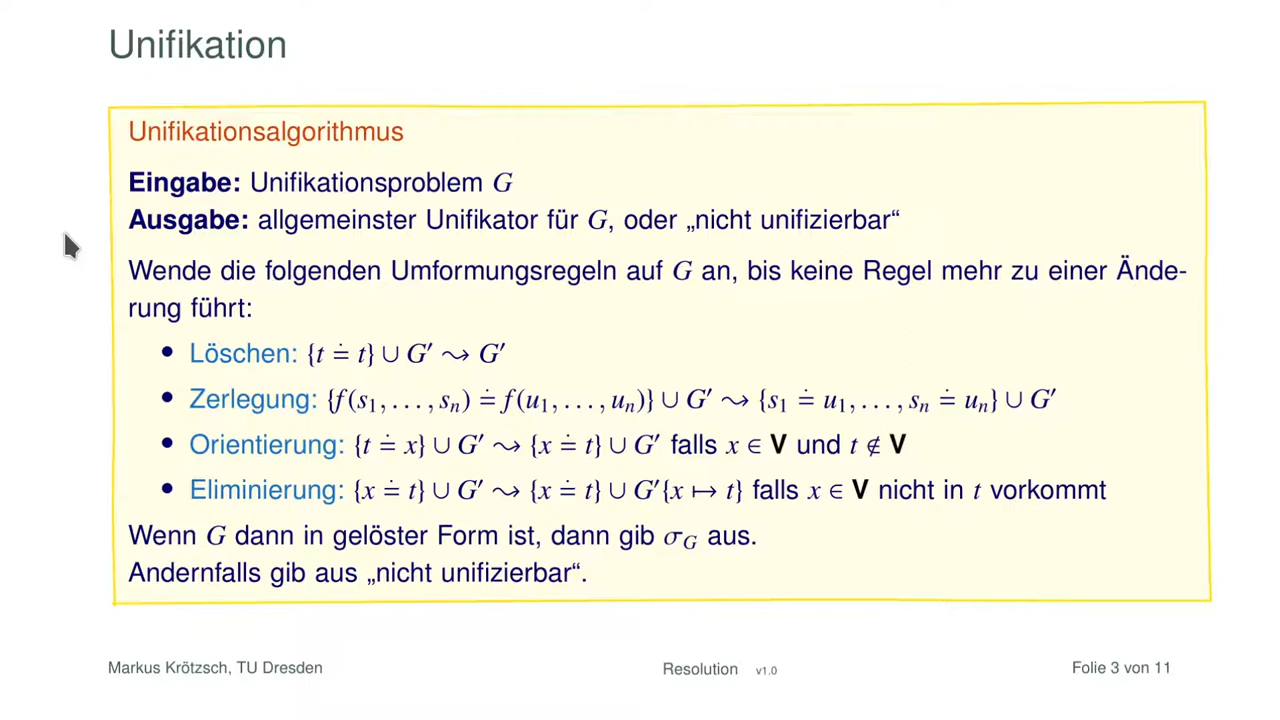 Unifikation
Unifikationsalgorithmus
Eingabe: Unifikationsproblem G
Ausgabe: allgemeinster Unifikator für G, oder „nicht unifizierbar“
Wende die folgenden Umformungsregeln auf G an, bis keine Regel mehr zu einer Ände-
rung führt:
• Löschen: {t ≐ t} ∪ G′ ⇝ G′
• Zerlegung: {f(s₁, . . . , sₙ) ≐ f(u₁, . . . , uₙ)} ∪ G′ ⇝ {s₁ ≐ u₁, . . . , sₙ ≐ uₙ} ∪ G′
• Orientierung: {t ≐ x} ∪ G′ ⇝ {x ≐ t} ∪ G′ falls x ∈ V und t ∉ V
• Eliminierung: {x ≐ t} ∪ G′ ⇝ {x ≐ t} ∪ G′{x ↦ t} falls x ∈ V nicht in t vorkommt
Wenn G dann in gelöster Form ist, dann gib σ_G aus.
Andernfalls gib aus „nicht unifizierbar“.
Markus Krötzsch, TU Dresden Resolution v1.0 Folie 3 von 11